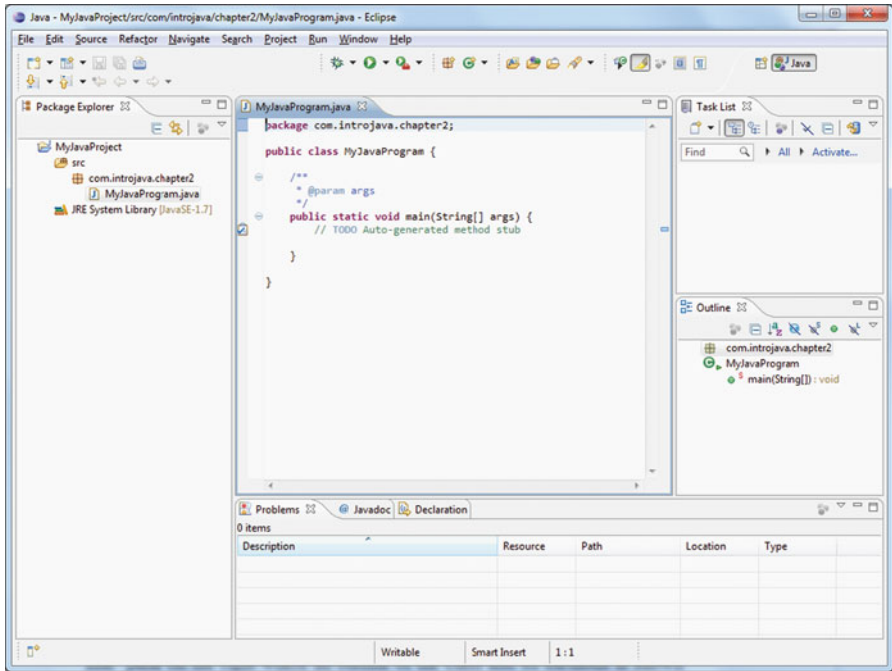 Java - MyJavaProject/src/com/introjava/chapter2/MyJavaProgram.java - Eclipse
File Edit Source Refactor Navigate Search Project Run Window Help
Java
Package Explorer
MyJavaProject
src
com.introjava.chapter2
MyJavaProgram.java
JRE System Library [JavaSE-1.7]
MyJavaProgram.java
package com.introjava.chapter2;
public class MyJavaProgram {
/**
* @param args
*/
public static void main(String[] args) {
// TODO Auto-generated method stub
}
}
Task List
Find All Activate...
Outline
com.introjava.chapter2
MyJavaProgram
main(String[]) : void
Problems @ Javadoc Declaration
0 items
Description Resource Path Location Type
Writable Smart Insert 1 : 1